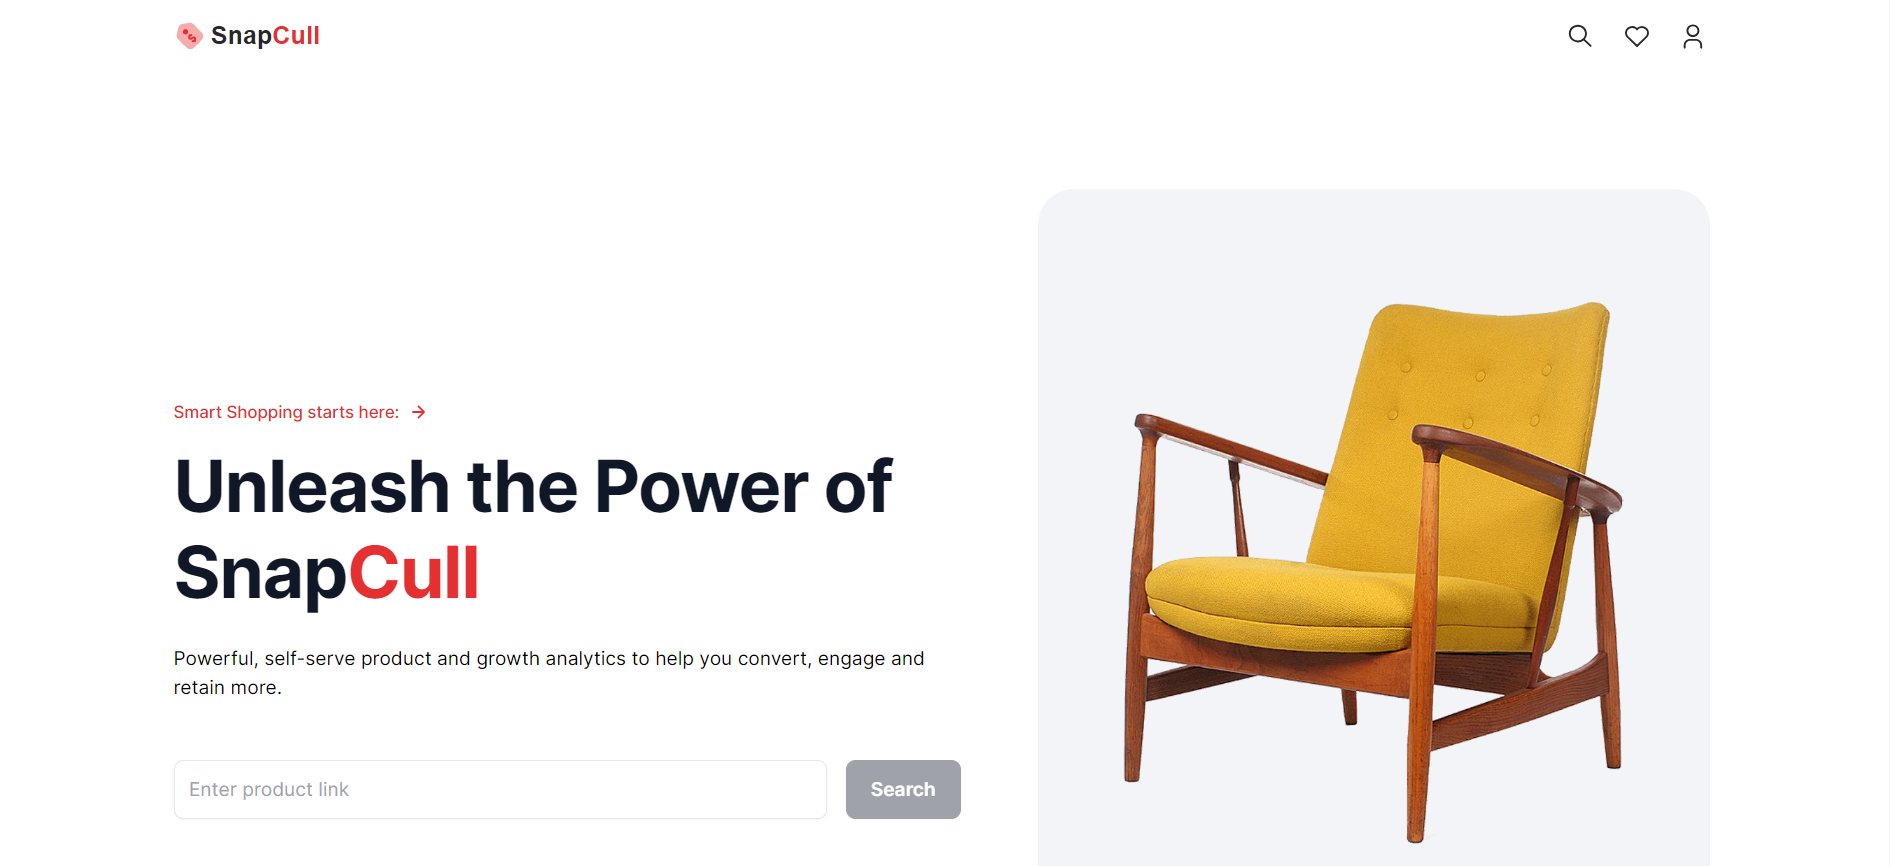 SnapCull
Smart Shopping starts here:
Unleash the Power of
SnapCull
Powerful, self-serve product and growth analytics to help you convert, engage and
retain more.
Enter product link
Search